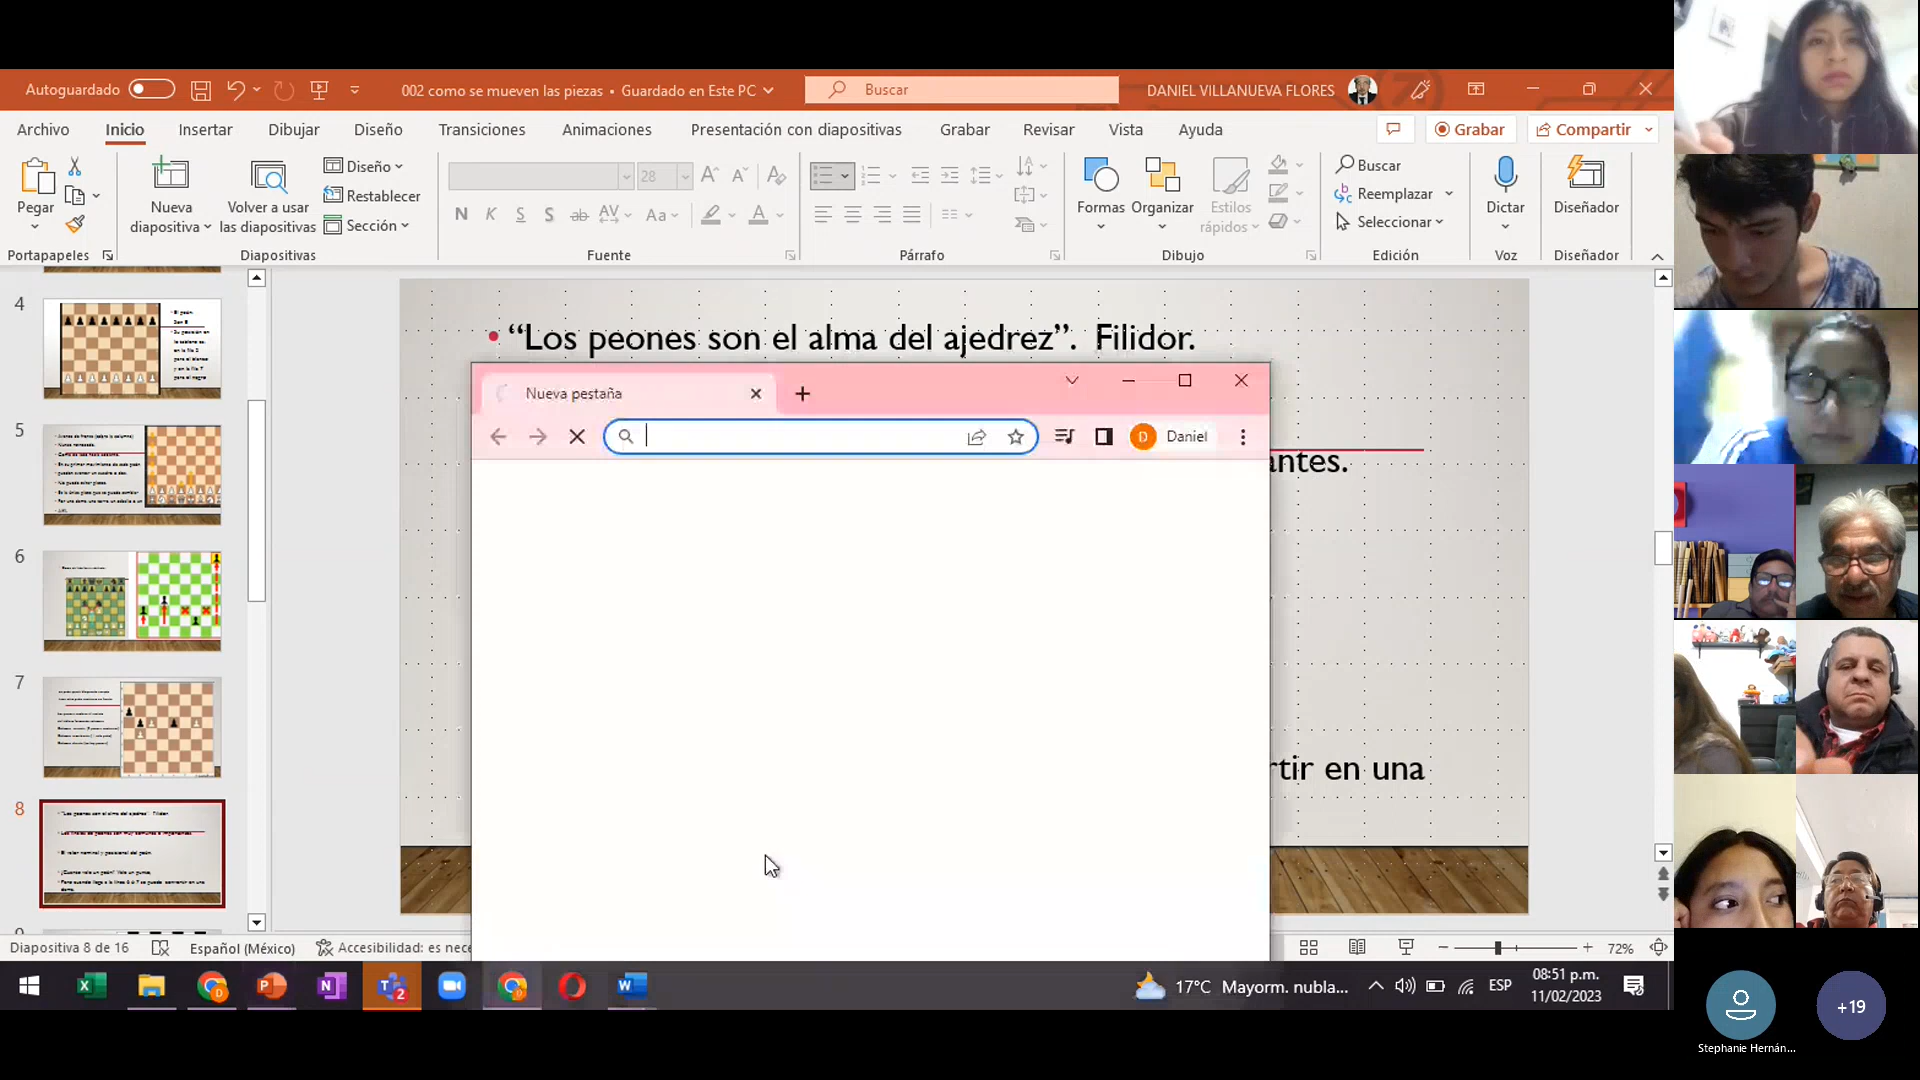 Autoguardado
002 como se mueven las piezas • Guardado en Este PC
Buscar
DANIEL VILLANUEVA FLORES
Archivo
Inicio
Insertar
Dibujar
Diseño
Transiciones
Animaciones
Presentación con diapositivas
Grabar
Revisar
Vista
Ayuda
Grabar
Compartir
Pegar
Nueva
diapositiva
Volver a usar
las diapositivas
Diseño
Restablecer
Sección
28
N K S S ab AV Aa A
Formas
Organizar
Estilos
rápidos
Buscar
Reemplazar
Seleccionar
Dictar
Diseñador
Portapapeles
Diapositivas
Fuente
Párrafo
Dibujo
Edición
Voz
Diseñador
4
5
6
7
8
• “Los peones son el alma del ajedrez”. Filidor.
antes.
rtir en una
Nueva pestaña
D
Daniel
Diapositiva 8 de 16
Español (México)
Accesibilidad: es nece
72%
17°C Mayorm. nubla...
ESP
08:51 p.m.
11/02/2023
Stephanie Hernán...
+19